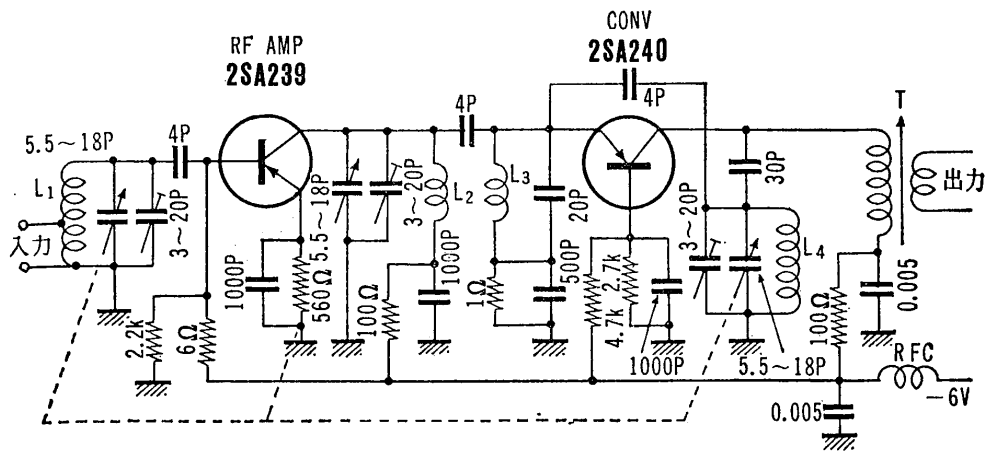 RF AMP
2SA239
CONV
2SA240
5.5～18P
4P
L1
3～20P
入力
2.2k
6Ω
1000P
560Ω
5.5～18P
3～20P
L2
100Ω
1000P
4P
L3
1Ω
20P
500P
4P
4.7k
2.7k
1000P
3～20P
30P
L4
5.5～18P
T
出力
100Ω
0.005
RFC
−6V
0.005